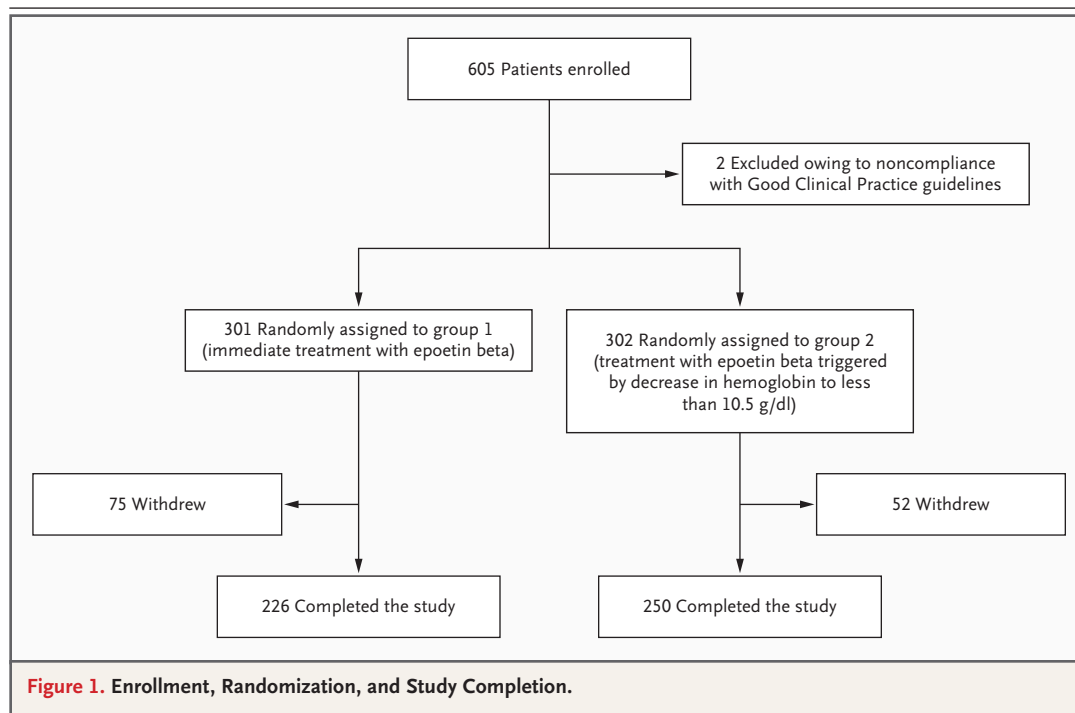 605 Patients enrolled
2 Excluded owing to noncompliance
with Good Clinical Practice guidelines
301 Randomly assigned to group 1
(immediate treatment with epoetin beta)
302 Randomly assigned to group 2
(treatment with epoetin beta triggered
by decrease in hemoglobin to less
than 10.5 g/dl)
75 Withdrew
52 Withdrew
226 Completed the study
250 Completed the study
Figure 1. Enrollment, Randomization, and Study Completion.